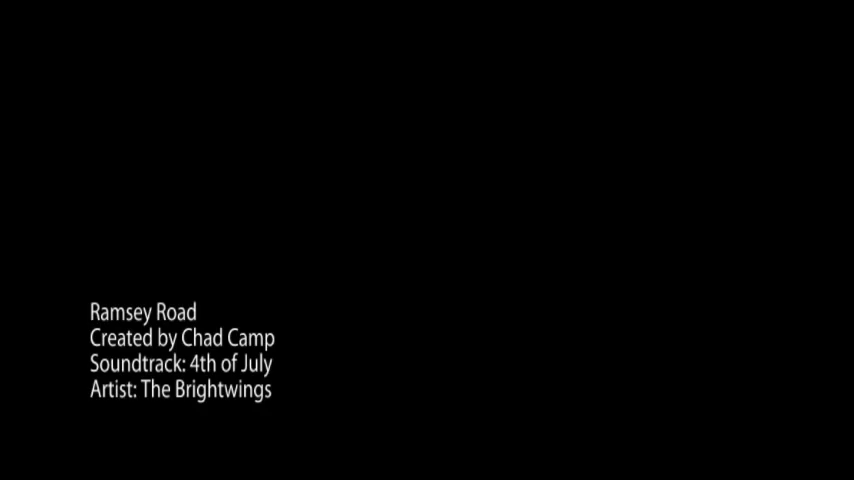 Ramsey Road
Created by Chad Camp
Soundtrack: 4th of July
Artist: The Brightwings